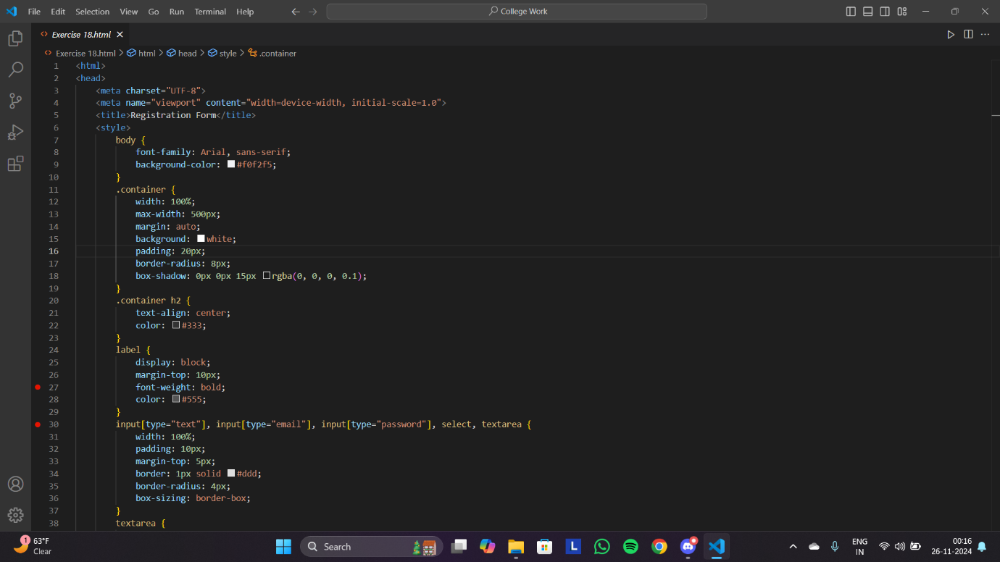 File Edit Selection View Go Run Terminal Help College Work
Exercise 18.html
Exercise 18.html > html > head > style > .container
1 <html>
2 <head>
3 <meta charset="UTF-8">
4 <meta name="viewport" content="width=device-width, initial-scale=1.0">
5 <title>Registration Form</title>
6 <style>
7 body {
8 font-family: Arial, sans-serif;
9 background-color: #f0f2f5;
10 }
11 .container {
12 width: 100%;
13 max-width: 500px;
14 margin: auto;
15 background: white;
16 padding: 20px;
17 border-radius: 8px;
18 box-shadow: 0px 0px 15px rgba(0, 0, 0, 0.1);
19 }
20 .container h2 {
21 text-align: center;
22 color: #333;
23 }
24 label {
25 display: block;
26 margin-top: 10px;
27 font-weight: bold;
28 color: #555;
29 }
30 input[type="text"], input[type="email"], input[type="password"], select, textarea {
31 width: 100%;
32 padding: 10px;
33 margin-top: 5px;
34 border: 1px solid #ddd;
35 border-radius: 4px;
36 box-sizing: border-box;
37 }
38 textarea {
1 63°F
Clear
Search
L
ENG
IN
00:16
26-11-2024